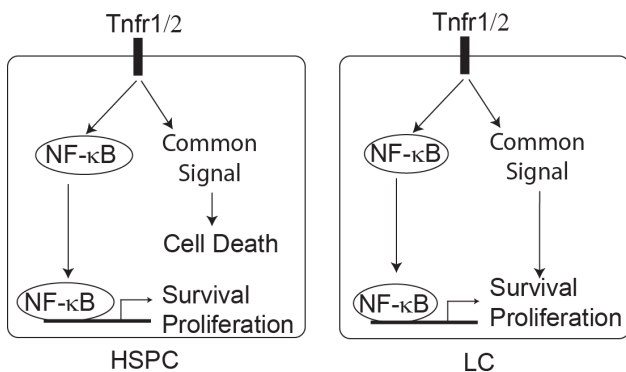 Tnfr1/2
NF-κB
Common
Signal
Cell Death
NF-κB
Survival
Proliferation
HSPC
Tnfr1/2
NF-κB
Common
Signal
NF-κB
Survival
Proliferation
LC